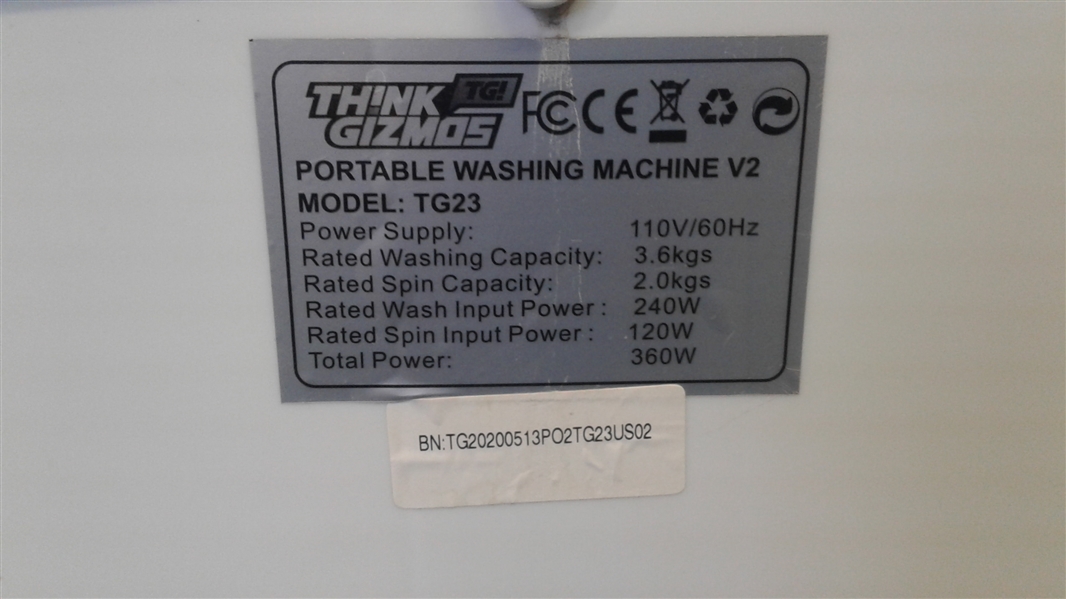 TH!NK TG!
GIZMOS
FC CE
PORTABLE WASHING MACHINE V2
MODEL: TG23
Power Supply: 110V/60Hz
Rated Washing Capacity: 3.6kgs
Rated Spin Capacity: 2.0kgs
Rated Wash Input Power : 240W
Rated Spin Input Power : 120W
Total Power: 360W
BN:TG20200513PO2TG23US02